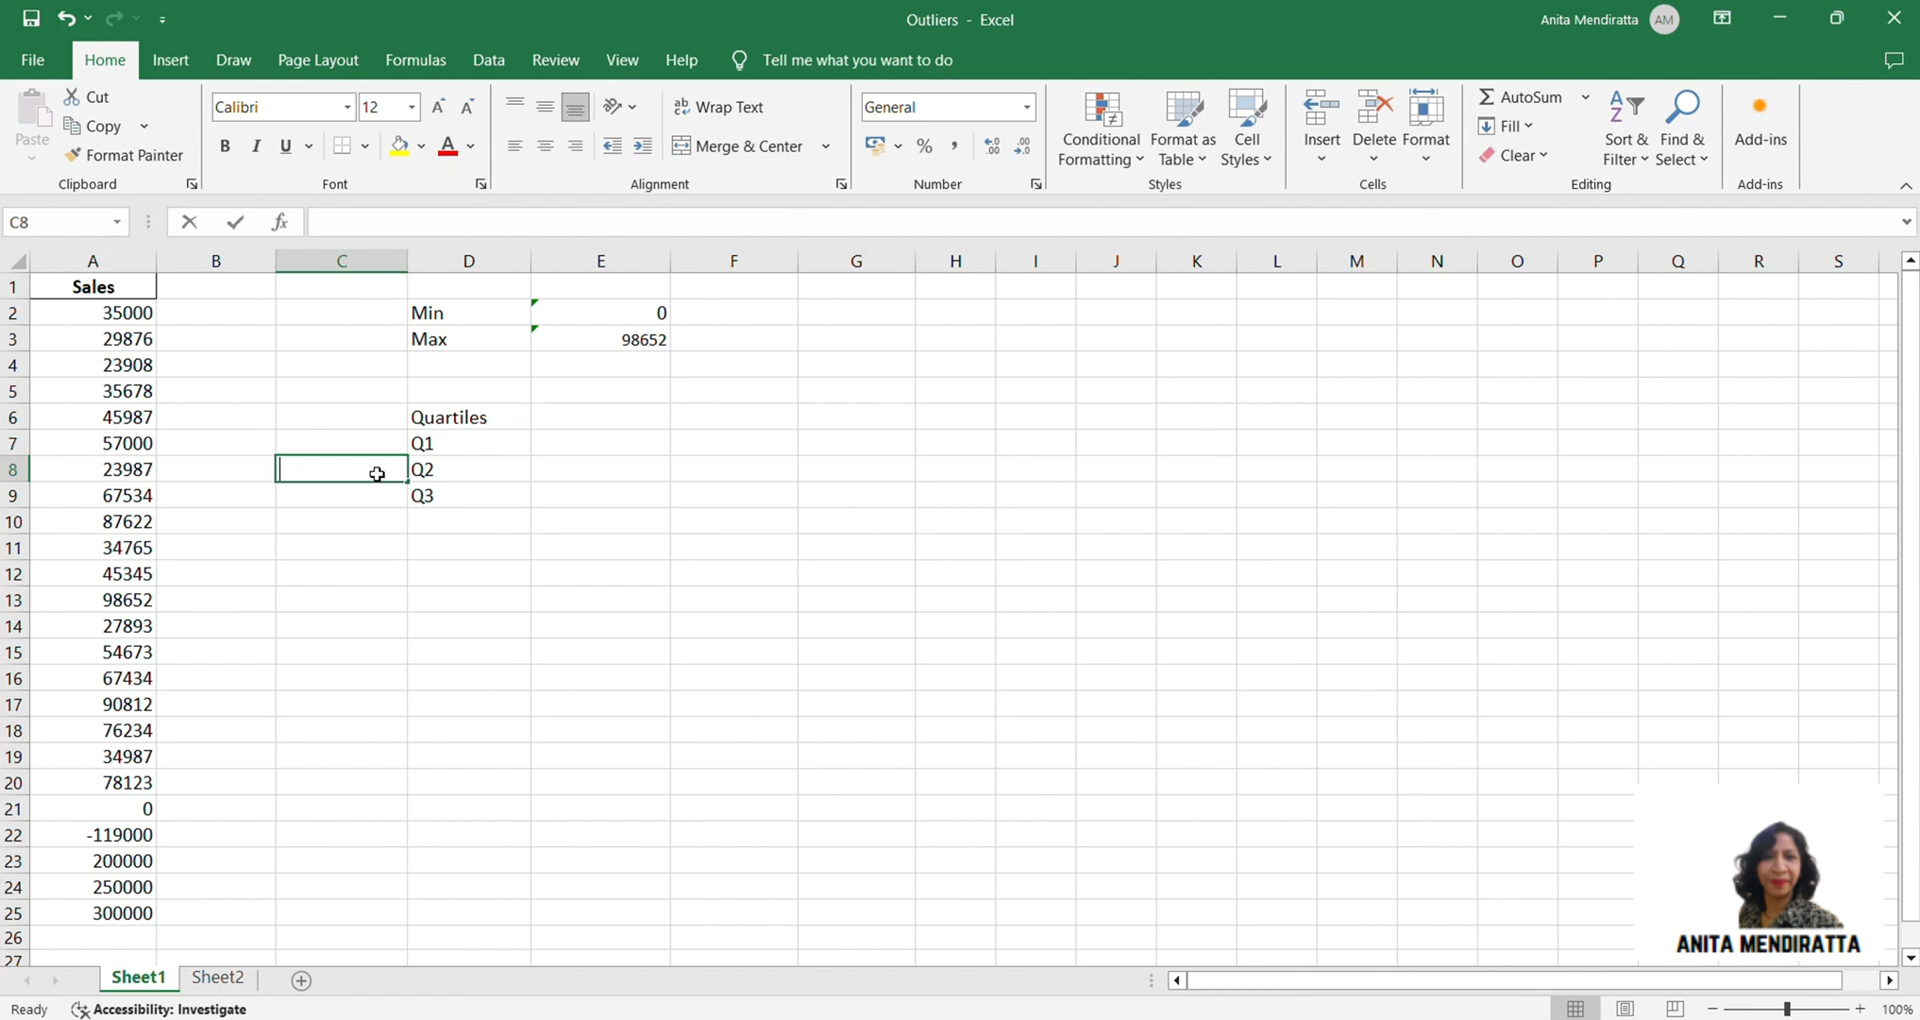 Outliers - Excel
Anita Mendiratta AM
File Home Insert Draw Page Layout Formulas Data Review View Help Tell me what you want to do
Paste
Cut
Copy
Format Painter
Clipboard
Calibri 12
B I U A
Font
ab Wrap Text
Merge & Center
Alignment
General
% ,
Number
Conditional Formatting
Format as Table
Cell Styles
Styles
Insert Delete Format
Cells
AutoSum
Fill
Clear
Sort & Filter
Find & Select
Editing
Add-ins
Add-ins
C8 fx
A B C D E F G H I J K L M N O P Q R S
1 Sales
2 35000 Min 0
3 29876 Max 98652
4 23908
5 35678
6 45987 Quartiles
7 57000 Q1
8 23987 Q2
9 67534 Q3
10 87622
11 34765
12 45345
13 98652
14 27893
15 54673
16 67434
17 90812
18 76234
19 34987
20 78123
21 0
22 -119000
23 200000
24 250000
25 300000
26
27
ANITA MENDIRATTA
Sheet1 Sheet2
Ready Accessibility: Investigate 100%